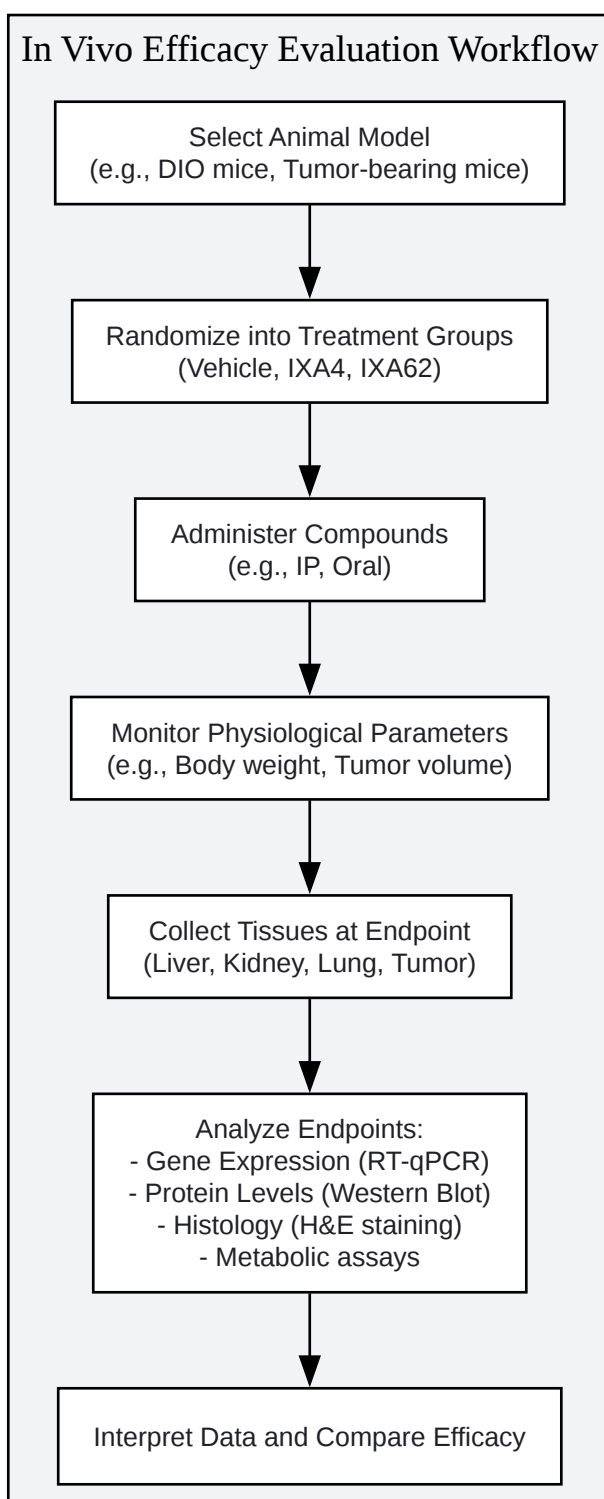 In Vivo Efficacy Evaluation Workflow
Select Animal Model
(e.g., DIO mice, Tumor-bearing mice)
Randomize into Treatment Groups
(Vehicle, IXA4, IXA62)
Administer Compounds
(e.g., IP, Oral)
Monitor Physiological Parameters
(e.g., Body weight, Tumor volume)
Collect Tissues at Endpoint
(Liver, Kidney, Lung, Tumor)
Analyze Endpoints:
- Gene Expression (RT-qPCR)
- Protein Levels (Western Blot)
- Histology (H&E staining)
- Metabolic assays
Interpret Data and Compare Efficacy